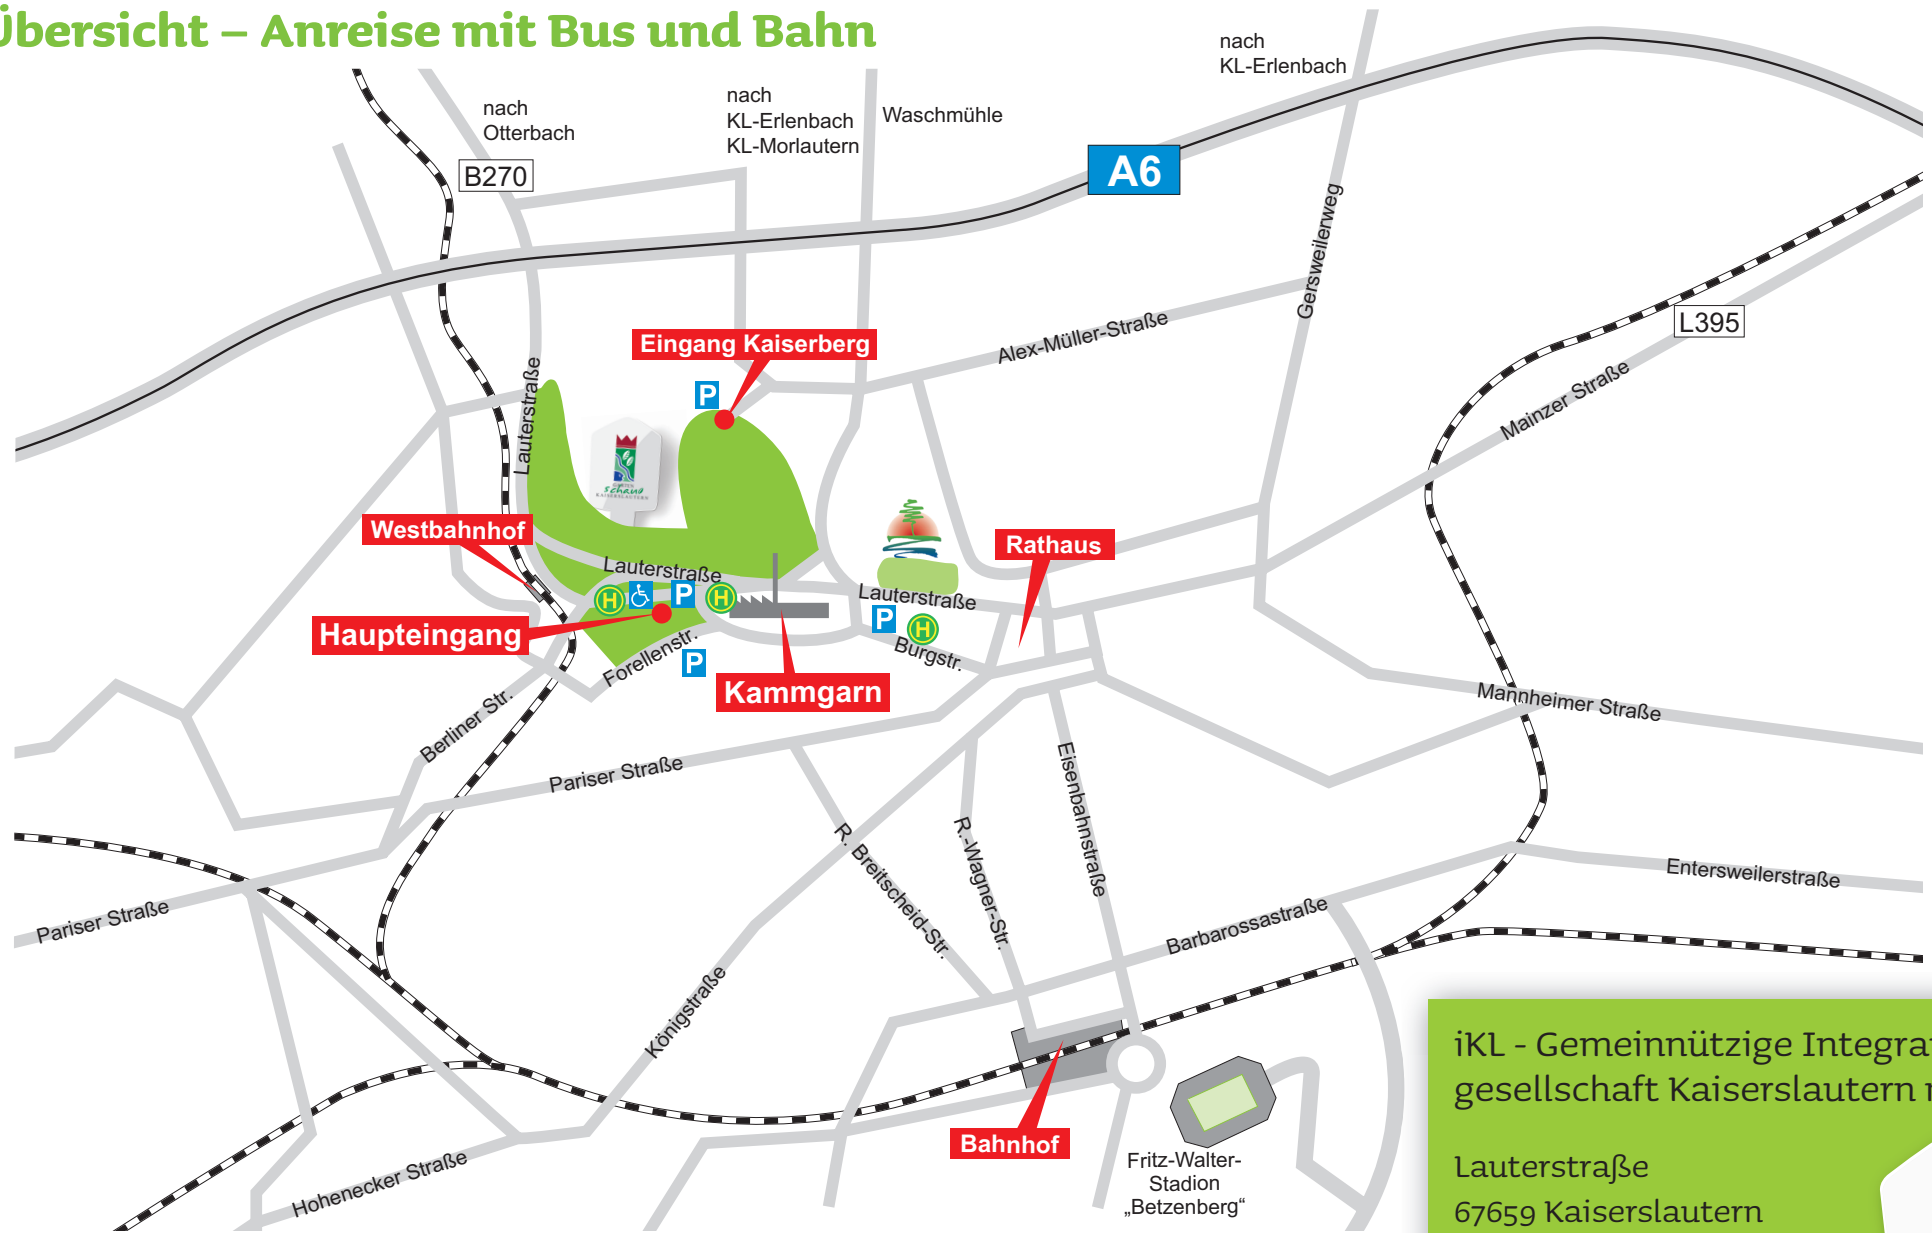 Übersicht – Anreise mit Bus und Bahn
nach
KL-Erlenbach
nach
Otterbach
nach
KL-Erlenbach
KL-Morlautern
Waschmühle
B270
A6
Gersweilerweg
L395
Eingang Kaiserberg
Alex-Müller-Straße
Mainzer Straße
P
Lauterstraße
GARTEN
schau
KAISERSLAUTERN
Westbahnhof
Rathaus
Lauterstraße
H
P
H
Lauterstraße
P
H
Haupteingang
Forellenstr.
P
Burgstr.
Kammgarn
Berliner Str.
Mannheimer Straße
Pariser Straße
Eisenbahnstraße
R. Breitscheid-Str.
R.-Wagner-Str.
Entersweilerstraße
Pariser Straße
Barbarossastraße
Königstraße
Bahnhof
Hohenecker Straße
Fritz-Walter-
Stadion
„Betzenberg“
iKL - Gemeinnützige Integra
gesellschaft Kaiserslautern
Lauterstraße
67659 Kaiserslautern